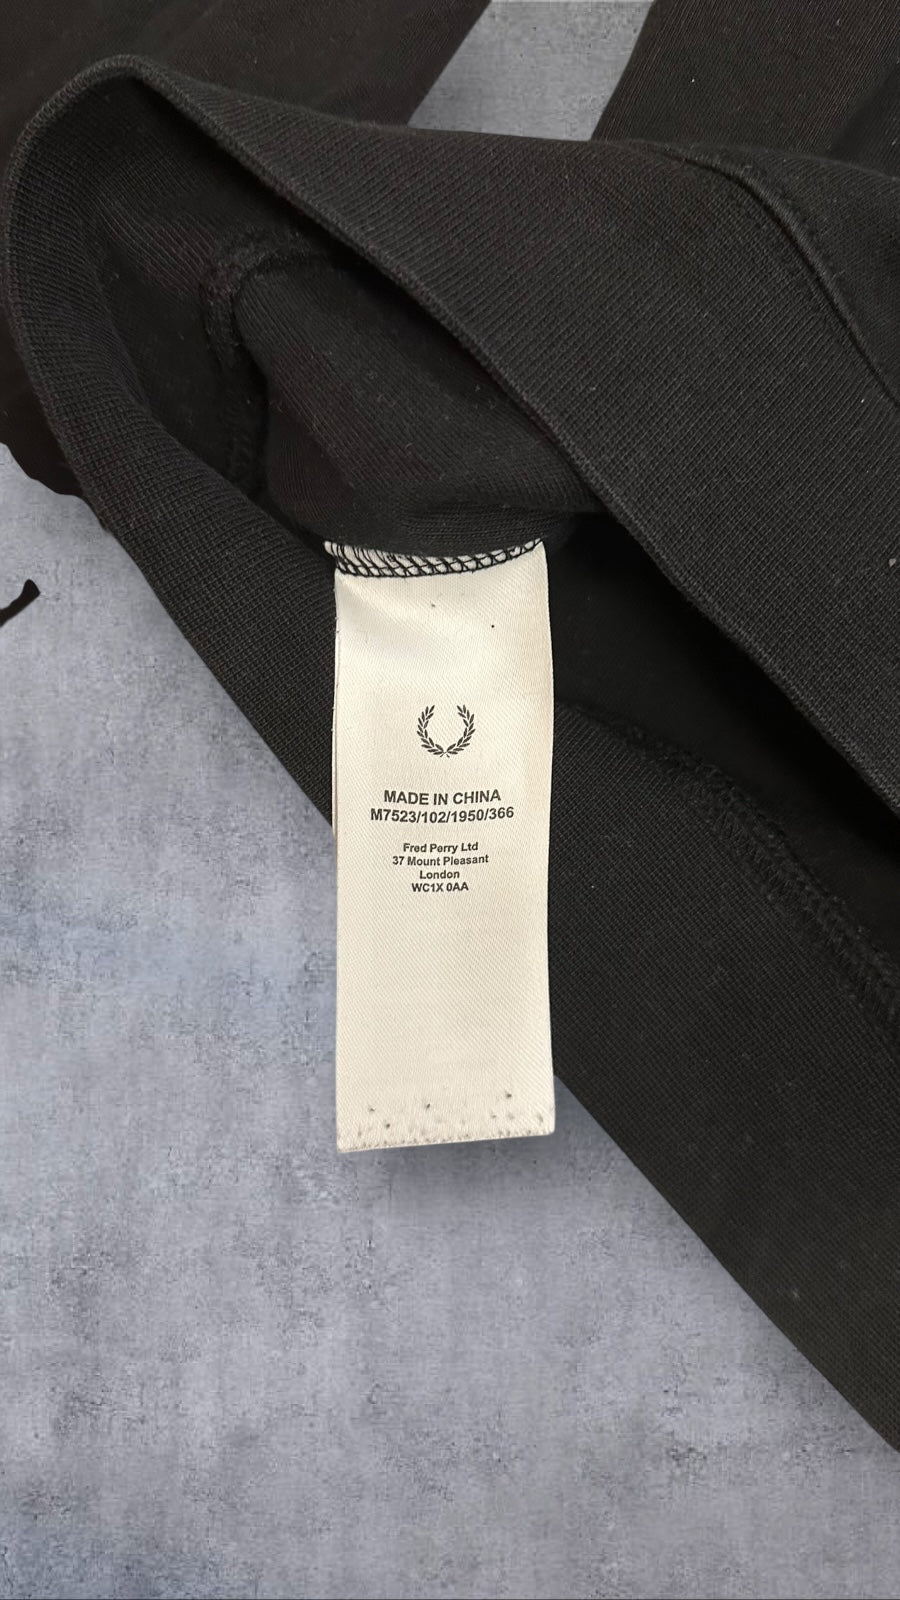 MADE IN CHINA
M7523/102/1950/366
Fred Perry Ltd
37 Mount Pleasant
London
WC1X 0AA